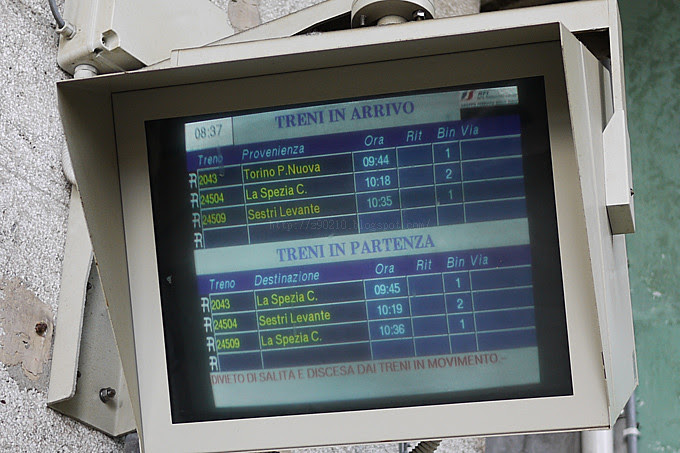 08:37
TRENI IN ARRIVO
Treno Provenienza Ora Rit Bin Via
R 2043 Torino P.Nuova 09:44 1
R 24504 La Spezia C. 10:18 2
R 24509 Sestri Levante 10:35 1
R
TRENI IN PARTENZA
Treno Destinazione Ora Rit Bin Via
R 2043 La Spezia C. 09:45 1
R 24504 Sestri Levante 10:19 2
R 24509 La Spezia C. 10:36 1
R
DIVIETO DI SALITA E DISCESA DAI TRENI IN MOVIMENTO.-